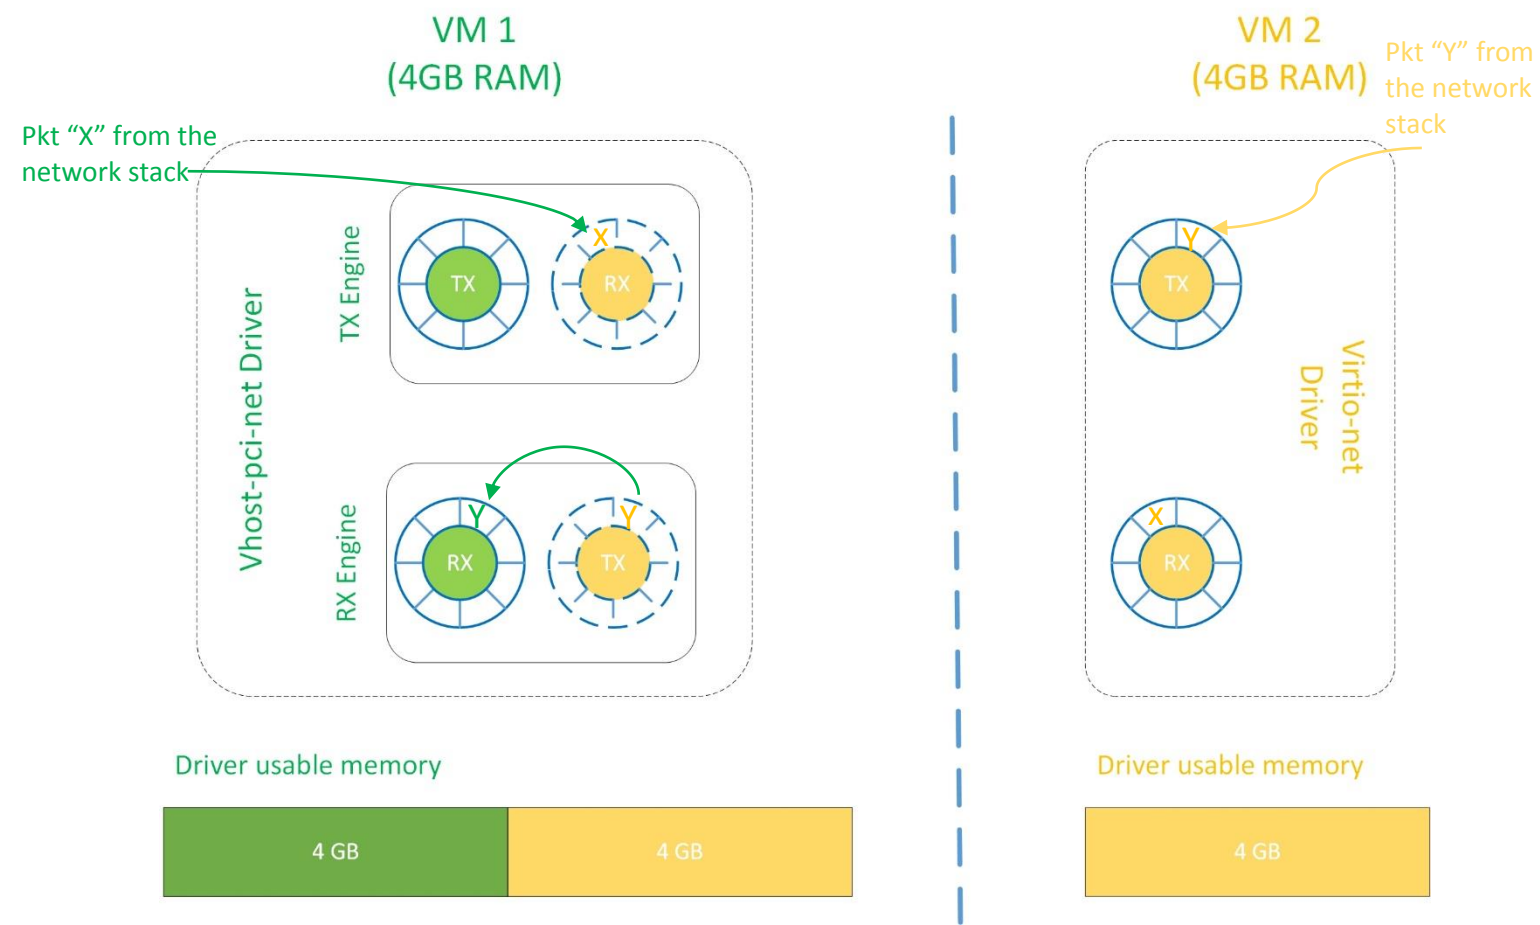 VM 1
(4GB RAM)
VM 2
(4GB RAM)
Pkt “Y” from
the network
stack
Pkt “X” from the
network stack
Vhost-pci-net Driver
TX Engine
TX
X
RX
RX Engine
Y
RX
Y
TX
Y
TX
X
RX
Virtio-net
Driver
Driver usable memory
4 GB
4 GB
Driver usable memory
4 GB